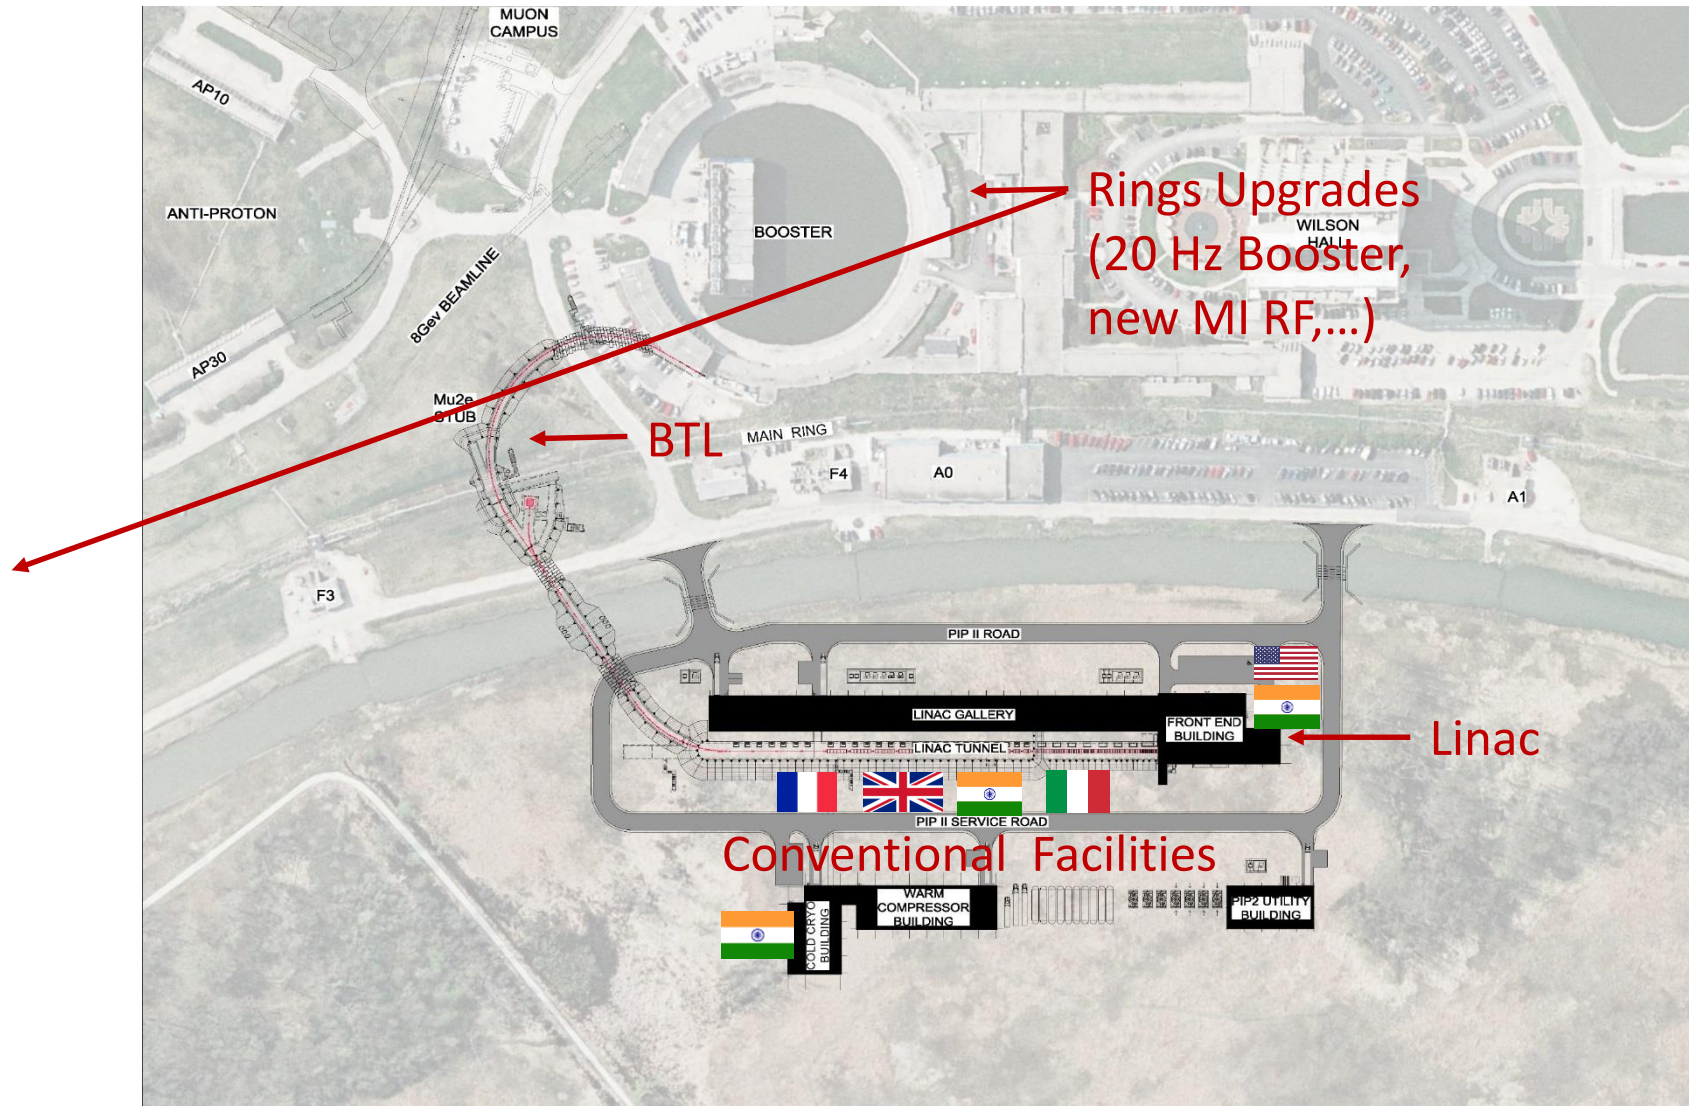 MUON
CAMPUS
AP10
ANTI-PROTON
8Gev BEAMLINE
BOOSTER
Rings Upgrades
(20 Hz Booster,
new MI RF,...)
WILSON
HALL
AP30
Mu2e
STUB
BTL
MAIN RING
F4
A0
A1
F3
PIP II ROAD
LINAC GALLERY
FRONT END
BUILDING
LINAC TUNNEL
Linac
PIP II SERVICE ROAD
Conventional Facilities
WARM
COMPRESSOR
BUILDING
COLD CRYO
BUILDING
PIP2 UTILITY
BUILDING